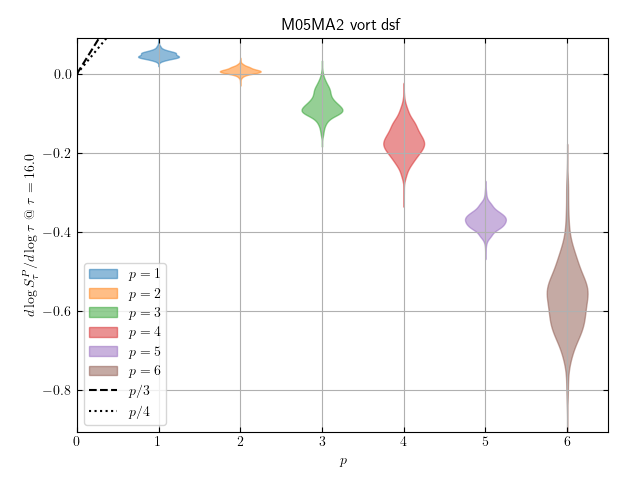 M05MA2 vort dsf
d log S_τ^p / d log τ @ τ = 16.0
0.0
−0.2
−0.4
−0.6
−0.8
p = 1
p = 2
p = 3
p = 4
p = 5
p = 6
p/3
p/4
0 1 2 3 4 5 6
p